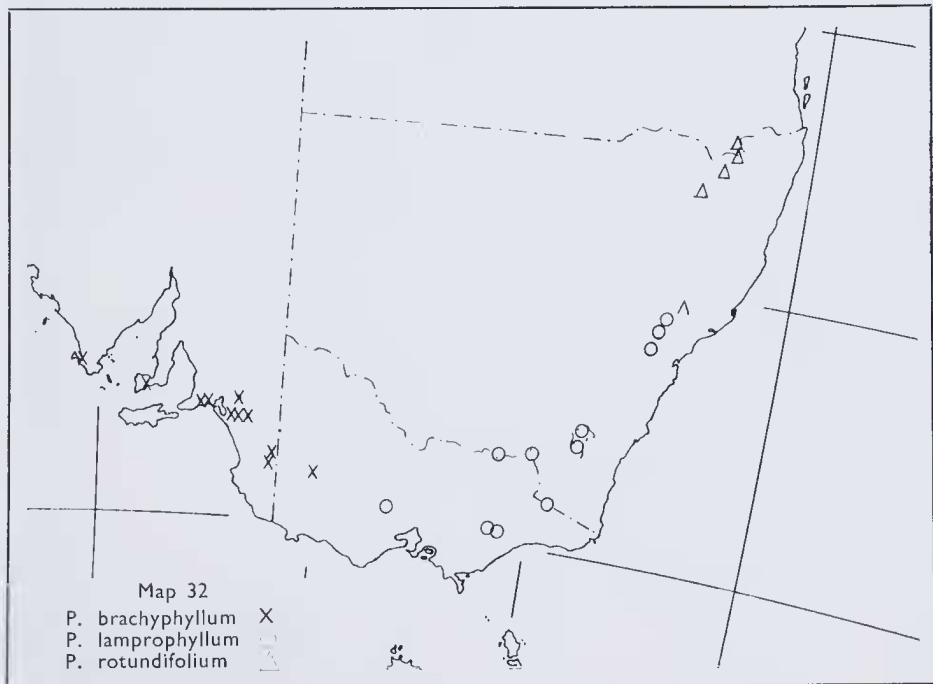 Map 32
P. brachyphyllum X
P. lamprophyllum ○
P. rotundifolium △